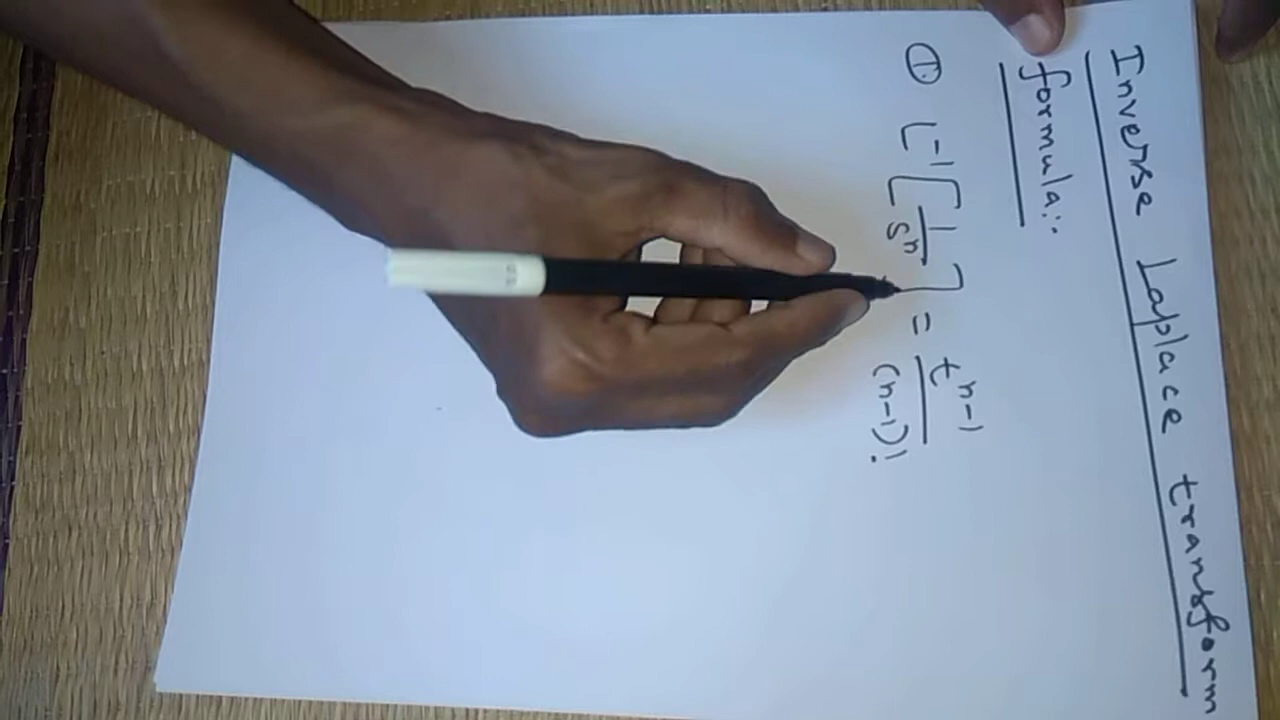 Inverse Laplace transform
formula:-
① L⁻¹[1/sⁿ] = tⁿ⁻¹/(n-1)!